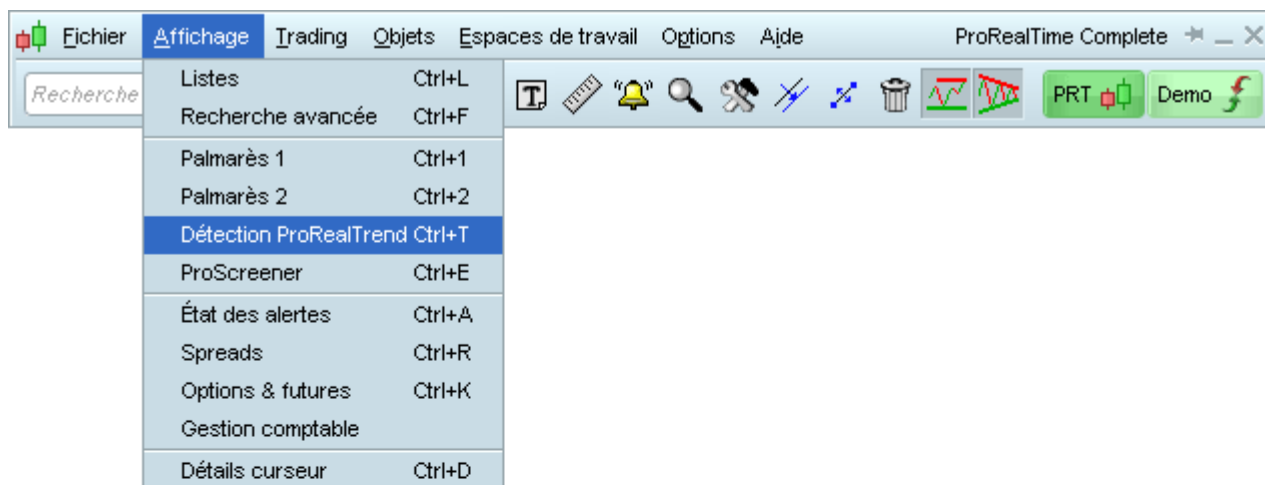 Fichier Affichage Trading Objets Espaces de travail Options Aide ProRealTime Complete
Recherche T PRT Demo
Listes Ctrl+L
Recherche avancée Ctrl+F
Palmarès 1 Ctrl+1
Palmarès 2 Ctrl+2
Détection ProRealTrend Ctrl+T
ProScreener Ctrl+E
État des alertes Ctrl+A
Spreads Ctrl+R
Options & futures Ctrl+K
Gestion comptable
Détails curseur Ctrl+D